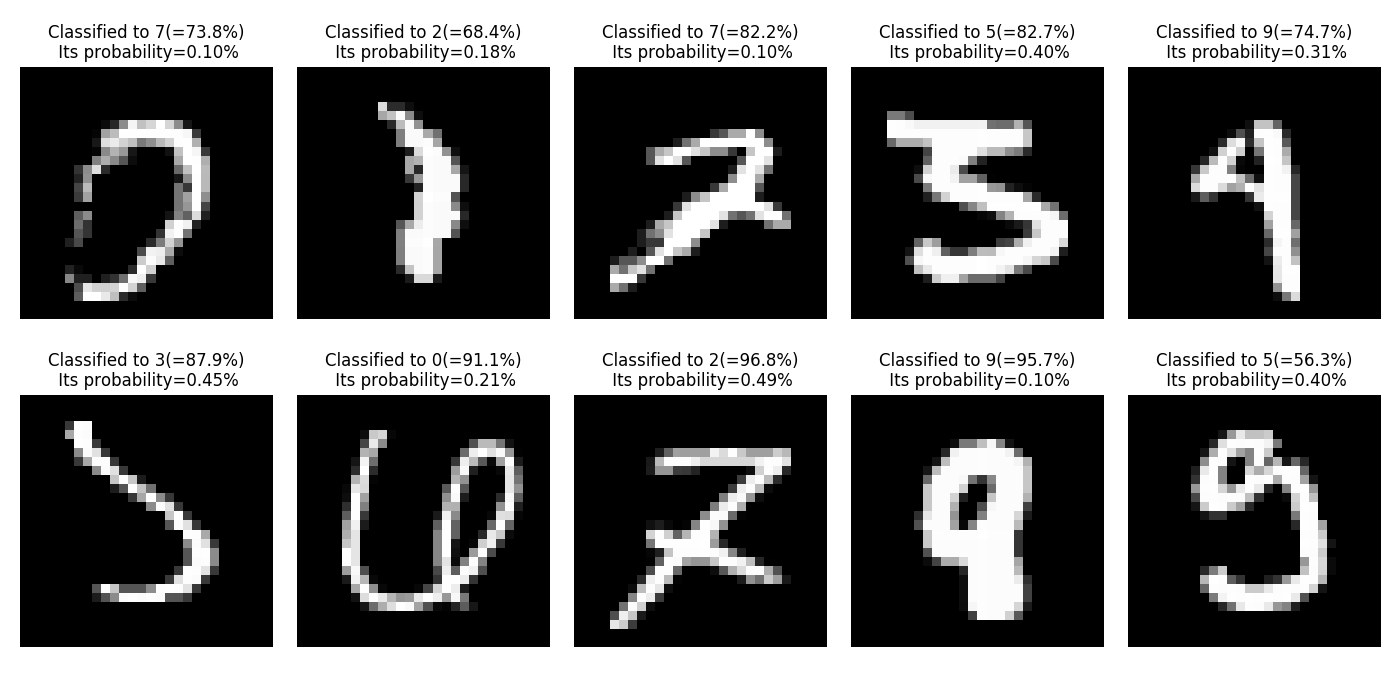 Classified to 7(=73.8%)
Its probability=0.10%
Classified to 2(=68.4%)
Its probability=0.18%
Classified to 7(=82.2%)
Its probability=0.10%
Classified to 5(=82.7%)
Its probability=0.40%
Classified to 9(=74.7%)
Its probability=0.31%
Classified to 3(=87.9%)
Its probability=0.45%
Classified to 0(=91.1%)
Its probability=0.21%
Classified to 2(=96.8%)
Its probability=0.49%
Classified to 9(=95.7%)
Its probability=0.10%
Classified to 5(=56.3%)
Its probability=0.40%